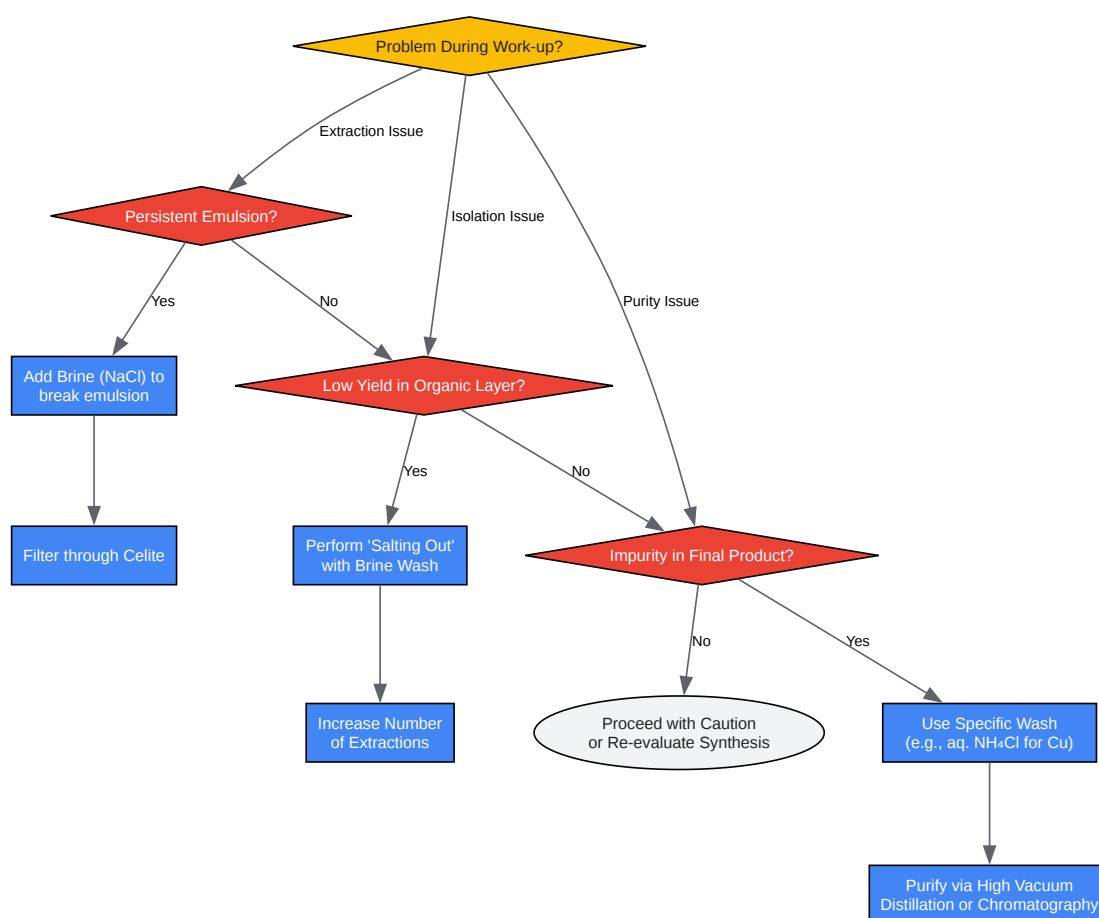 Problem During Work-up?
Extraction Issue
Persistent Emulsion?
Isolation Issue
Yes
No
Purity Issue
Add Brine (NaCl) to
break emulsion
Low Yield in Organic Layer?
Yes
No
Filter through Celite
Perform 'Salting Out'
with Brine Wash
Impurity in Final Product?
No
Yes
Increase Number
of Extractions
Proceed with Caution
or Re-evaluate Synthesis
Use Specific Wash
(e.g., aq. NH₄Cl for Cu)
Purify via High Vacuum
Distillation or Chromatography